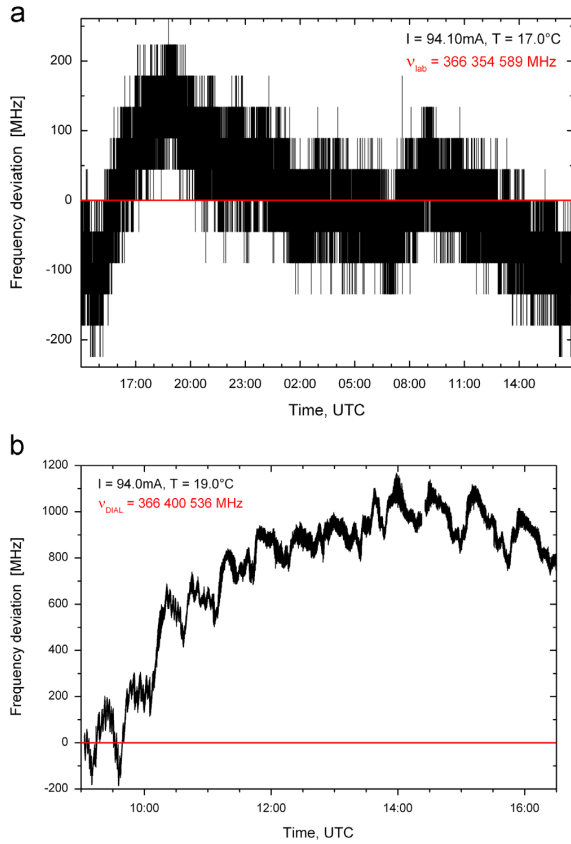 a
I = 94.10mA, T = 17.0°C
νlab = 366 354 589 MHz
Frequency deviation [MHz]
200
100
0
-100
-200
17:00 20:00 23:00 02:00 05:00 08:00 11:00 14:00
Time, UTC
b
I = 94.0mA, T = 19.0°C
νDIAL = 366 400 536 MHz
Frequency deviation [MHz]
1200
1000
800
600
400
200
0
-200
10:00 12:00 14:00 16:00
Time, UTC